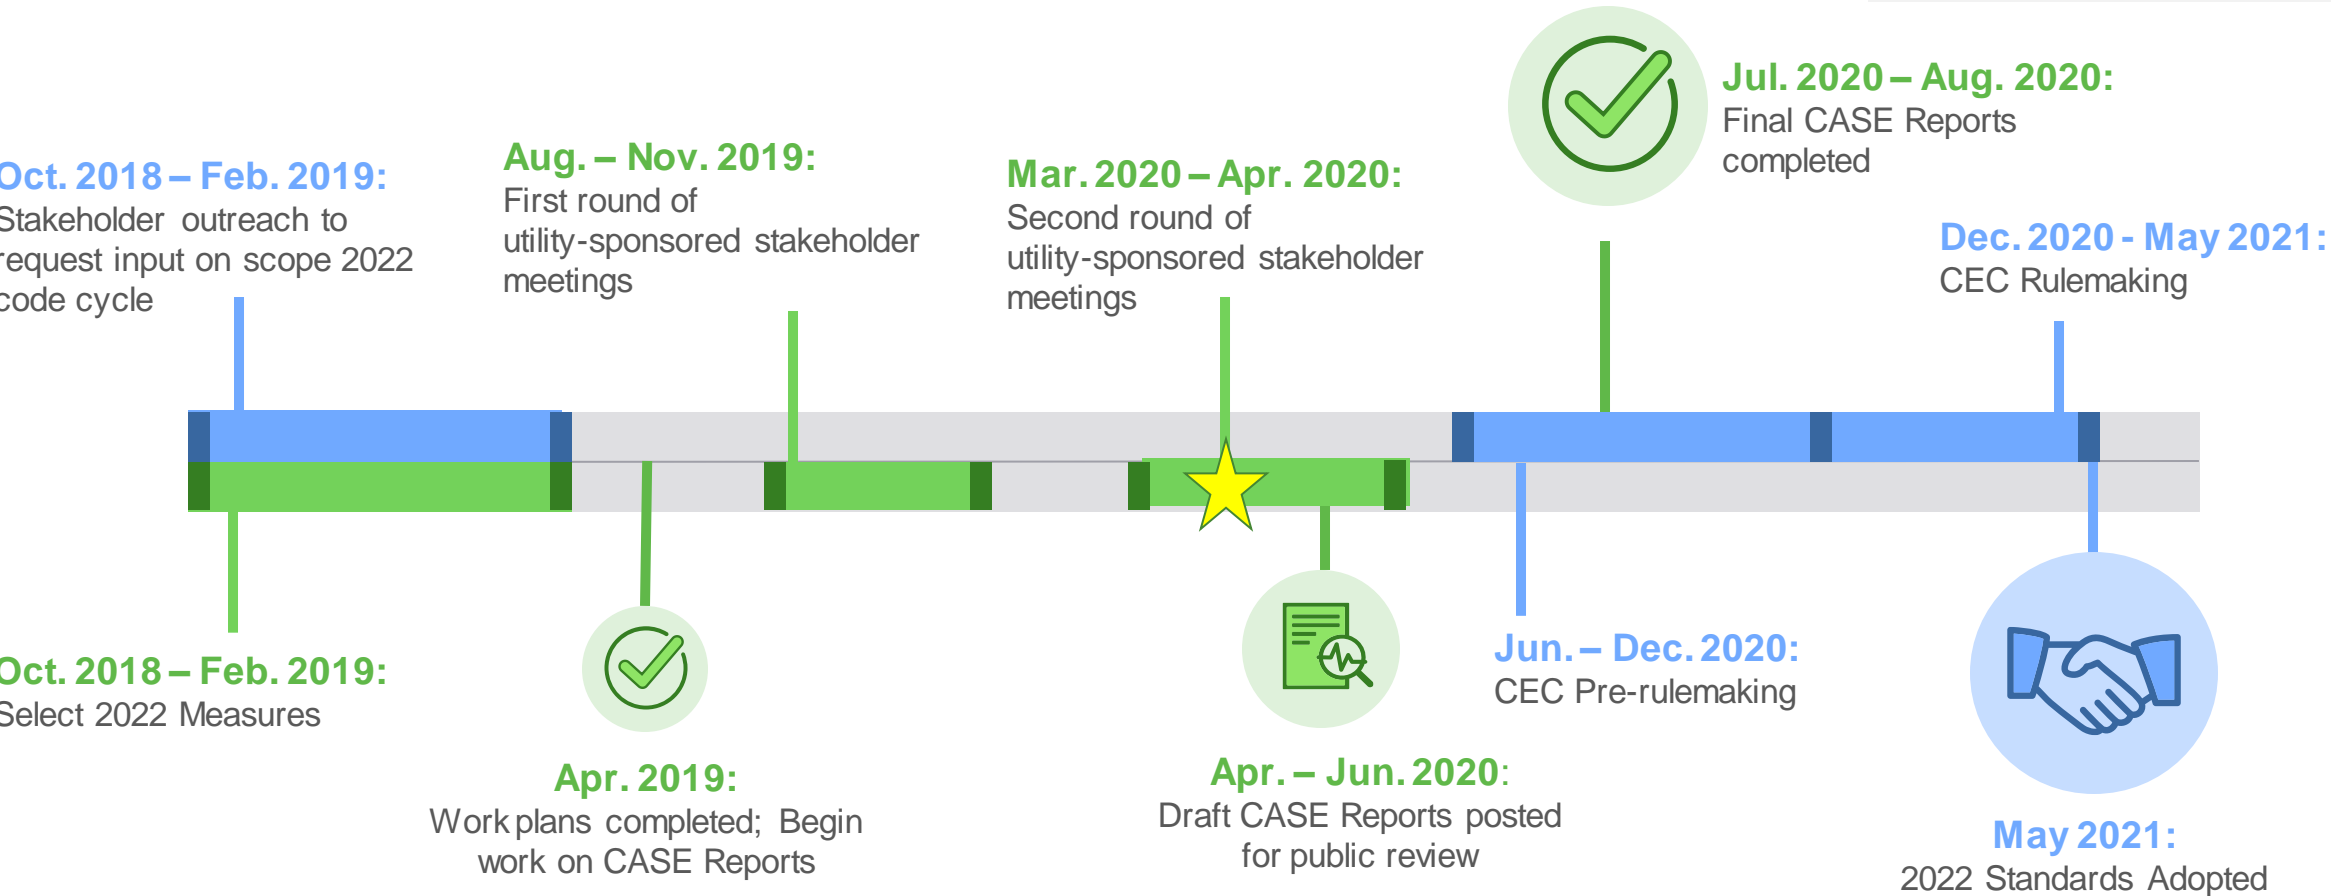 Oct. 2018 – Feb. 2019:
Stakeholder outreach to
request input on scope 2022
code cycle
Aug. – Nov. 2019:
First round of
utility-sponsored stakeholder
meetings
Mar. 2020 – Apr. 2020:
Second round of
utility-sponsored stakeholder
meetings
Jul. 2020 – Aug. 2020:
Final CASE Reports
completed
Dec. 2020 - May 2021:
CEC Rulemaking
Oct. 2018 – Feb. 2019:
Select 2022 Measures
Apr. 2019:
Work plans completed; Begin
work on CASE Reports
Apr. – Jun. 2020:
Draft CASE Reports posted
for public review
Jun. – Dec. 2020:
CEC Pre-rulemaking
May 2021:
2022 Standards Adopted